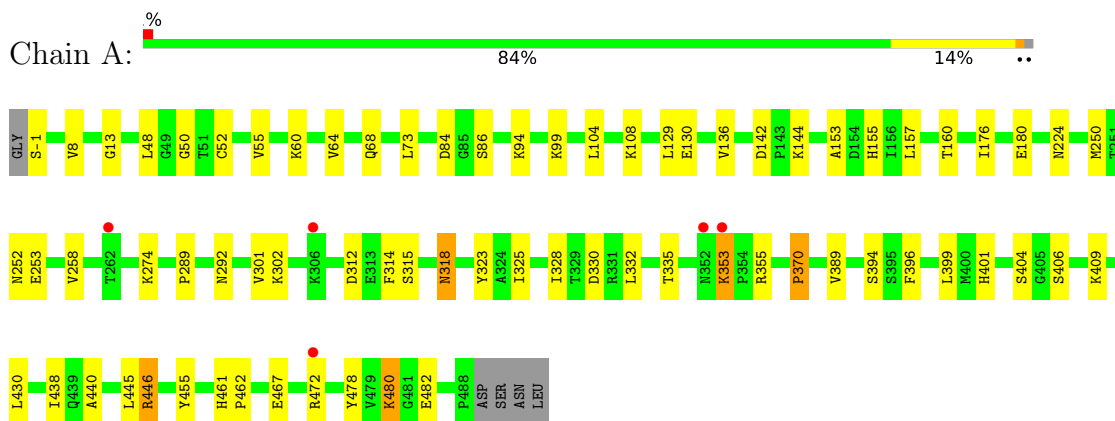 .%
Chain A:
84% 14% ..
GLY S-1 V8 G13 L48 G49 G50 T51 C52 V55 K60 V64 Q68 L73 D84 G85 S86 K94 K99 L104 K108 L129 E130 V136 D142 P143 K144 A153 D154 H155 I156 L157 T160 I176 E180 N224 M250 T251
N252 E253 V258 T262 K274 P289 N292 V301 K302 K306 D312 E313 F314 S315 N318 Y323 A324 I325 I328 T329 D330 R331 L332 T335 N352 K353 P354 R355 P370 V389 S394 S395 F396 L399 M400 H401 S404 G405 S406 K409
L430 I438 Q439 A440 L445 R446 Y455 H461 P462 E467 R472 Y478 V479 K480 G481 E482 P488 ASP SER ASN LEU